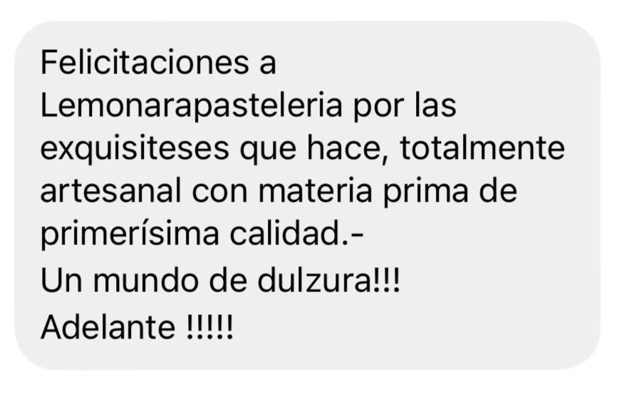 Felicitaciones a
Lemonarapasteleria por las
exquisiteses que hace, totalmente
artesanal con materia prima de
primerísima calidad.-
Un mundo de dulzura!!!
Adelante !!!!!